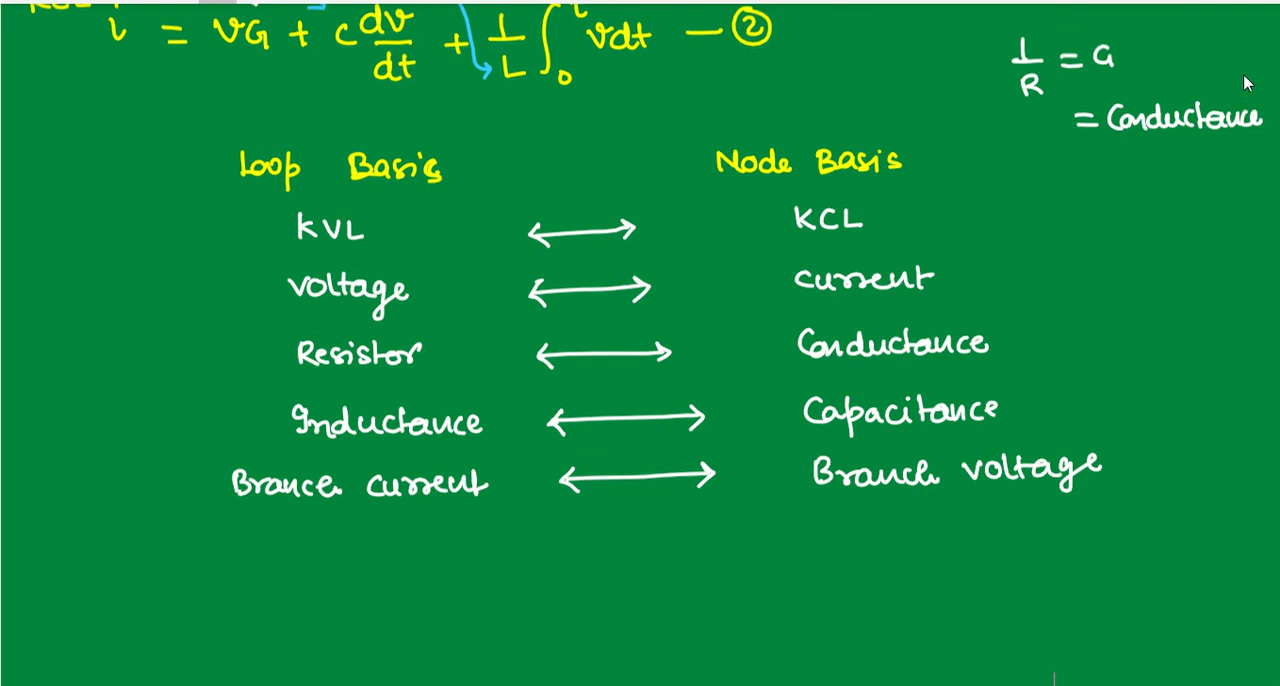 i = vG + c dv/dt + 1/L ∫₀ᵗ vdt — ②
1/R = G
= Conductance
Loop Basis Node Basis
KVL ↔ KCL
voltage ↔ current
Resistor ↔ Conductance
Inductance ↔ Capacitance
Branch current ↔ Branch voltage